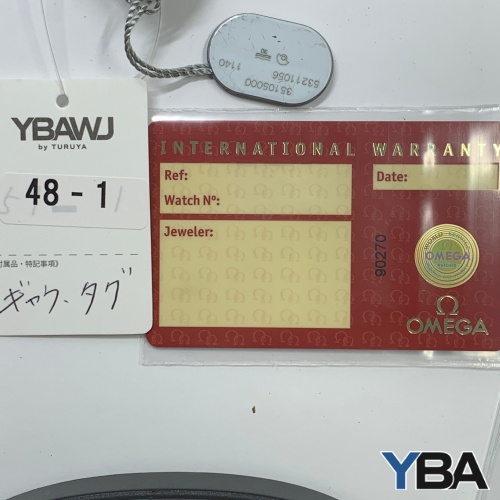 35105000
83211056
1140
YBAWJ
by TURUYA
48 - 1
付属品・特記事項》
ギャラ、タグ
INTERNATIONAL WARRANTY
Ref:
Watch Nº:
Date:
Jeweler:
90270
OMEGA
Ω
OMEGA
YBA